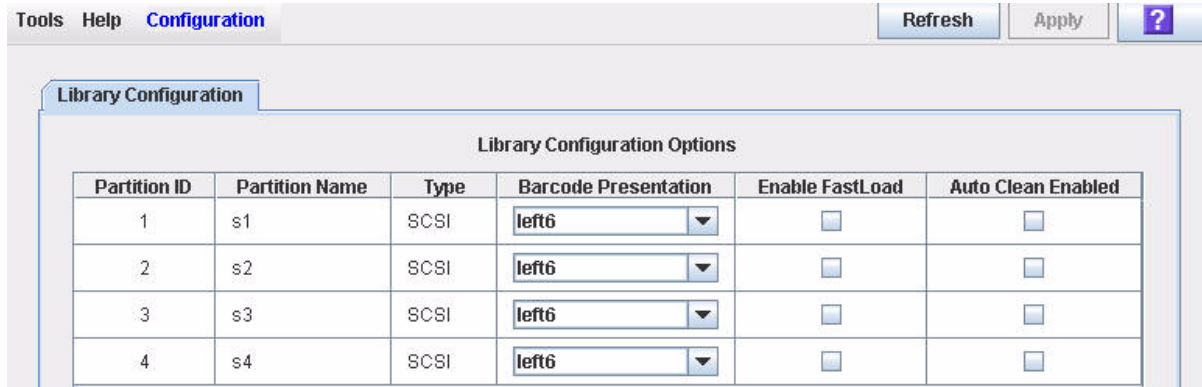 Tools Help Configuration Refresh Apply ?
Library Configuration
Library Configuration Options
Partition ID Partition Name Type Barcode Presentation Enable FastLoad Auto Clean Enabled
1 s1 SCSI left6
2 s2 SCSI left6
3 s3 SCSI left6
4 s4 SCSI left6